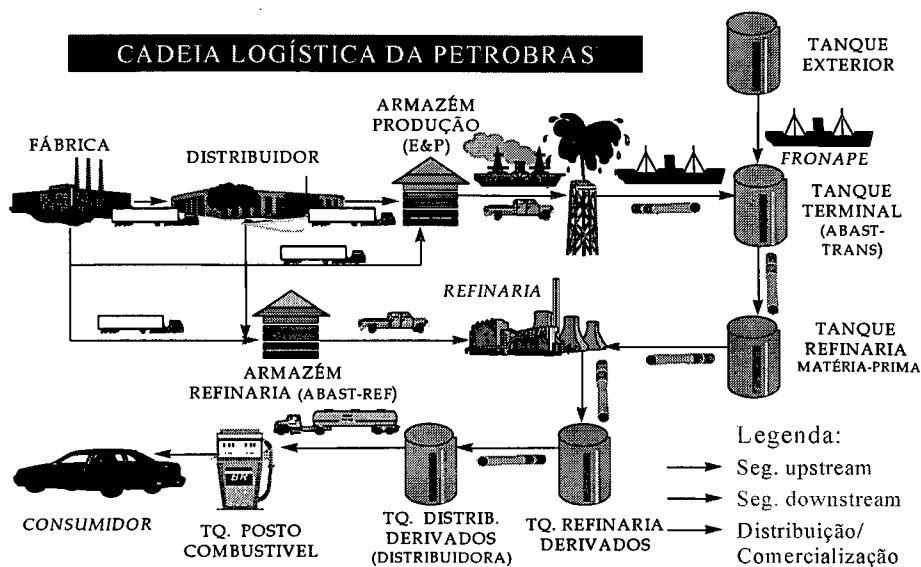 CADEIA LOGÍSTICA DA PETROBRAS
TANQUE
EXTERIOR
ARMAZÉM
PRODUÇÃO
(E&P)
FÁBRICA
DISTRIBUIDOR
FRONAPE
TANQUE
TERMINAL
(ABAST-
TRANS)
REFINARIA
TANQUE
REFINARIA
MATÉRIA-PRIMA
ARMAZÉM
REFINARIA (ABAST-REF)
BR
CONSUMIDOR
TQ. POSTO
COMBUSTIVEL
TQ. DISTRIB.
DERIVADOS
(DISTRIBUIDORA)
TQ. REFINARIA
DERIVADOS
Legenda:
Seg. upstream
Seg. downstream
Distribuição/
Comercialização